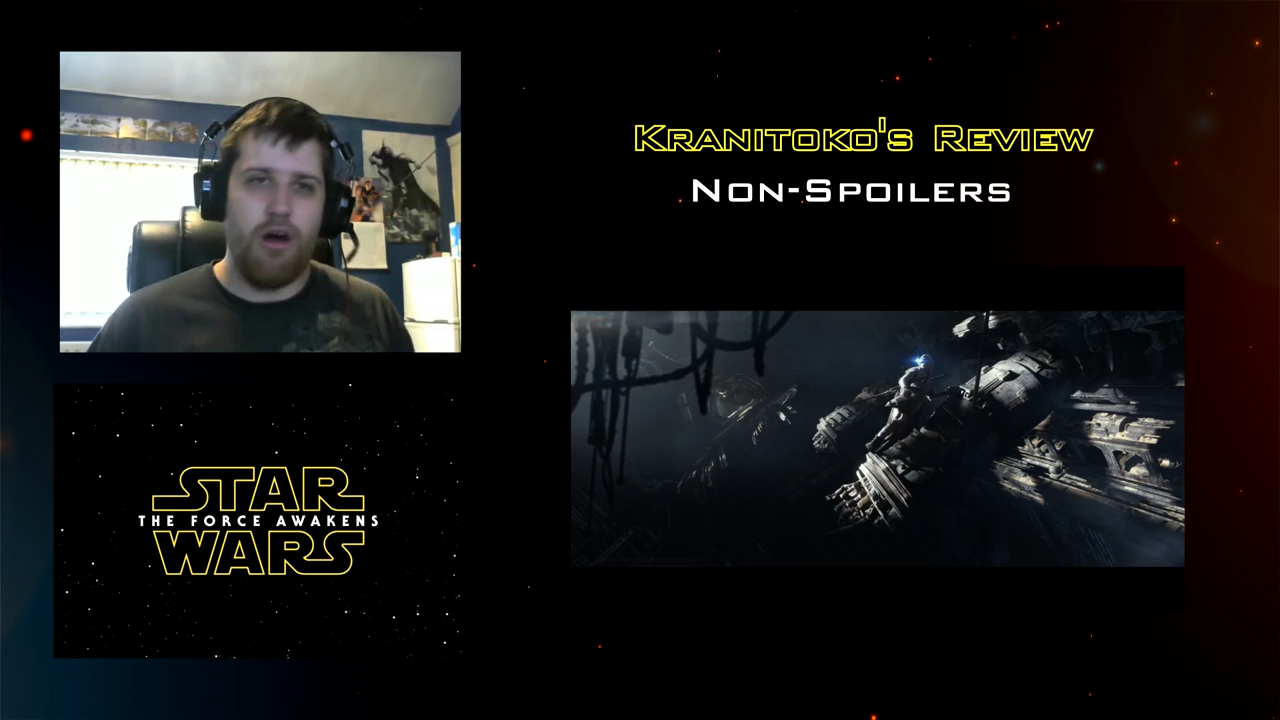 Kranitoko's Review
Non-Spoilers
STAR
THE FORCE AWAKENS
WARS